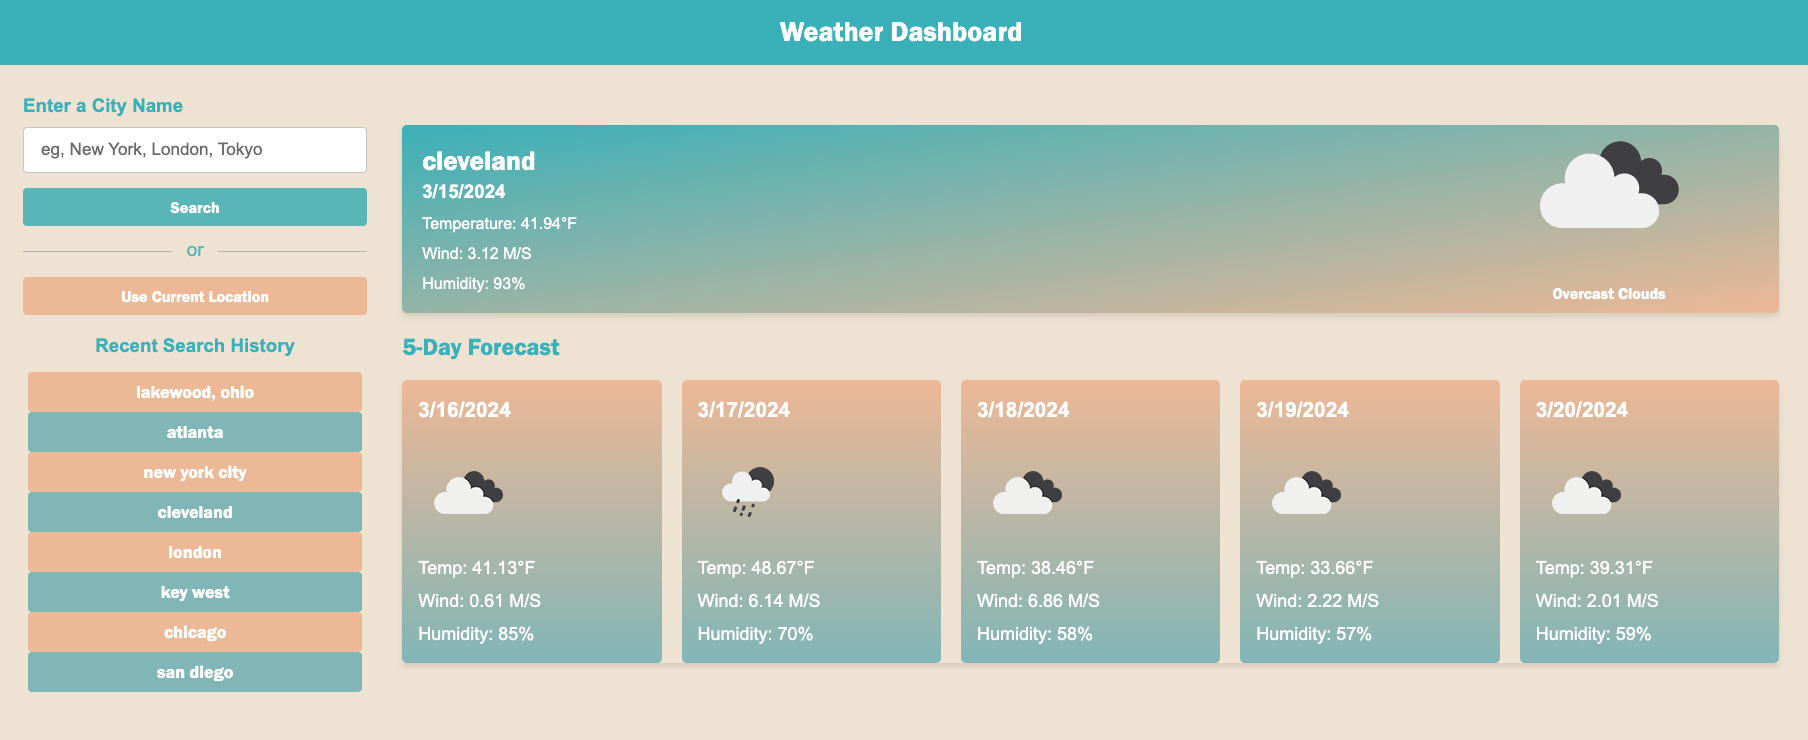 Weather Dashboard
Enter a City Name
eg, New York, London, Tokyo
Search
or
Use Current Location
Recent Search History
lakewood, ohio
atlanta
new york city
cleveland
london
key west
chicago
san diego
cleveland
3/15/2024
Temperature: 41.94°F
Wind: 3.12 M/S
Humidity: 93%
Overcast Clouds
5-Day Forecast
3/16/2024
Temp: 41.13°F
Wind: 0.61 M/S
Humidity: 85%
3/17/2024
Temp: 48.67°F
Wind: 6.14 M/S
Humidity: 70%
3/18/2024
Temp: 38.46°F
Wind: 6.86 M/S
Humidity: 58%
3/19/2024
Temp: 33.66°F
Wind: 2.22 M/S
Humidity: 57%
3/20/2024
Temp: 39.31°F
Wind: 2.01 M/S
Humidity: 59%